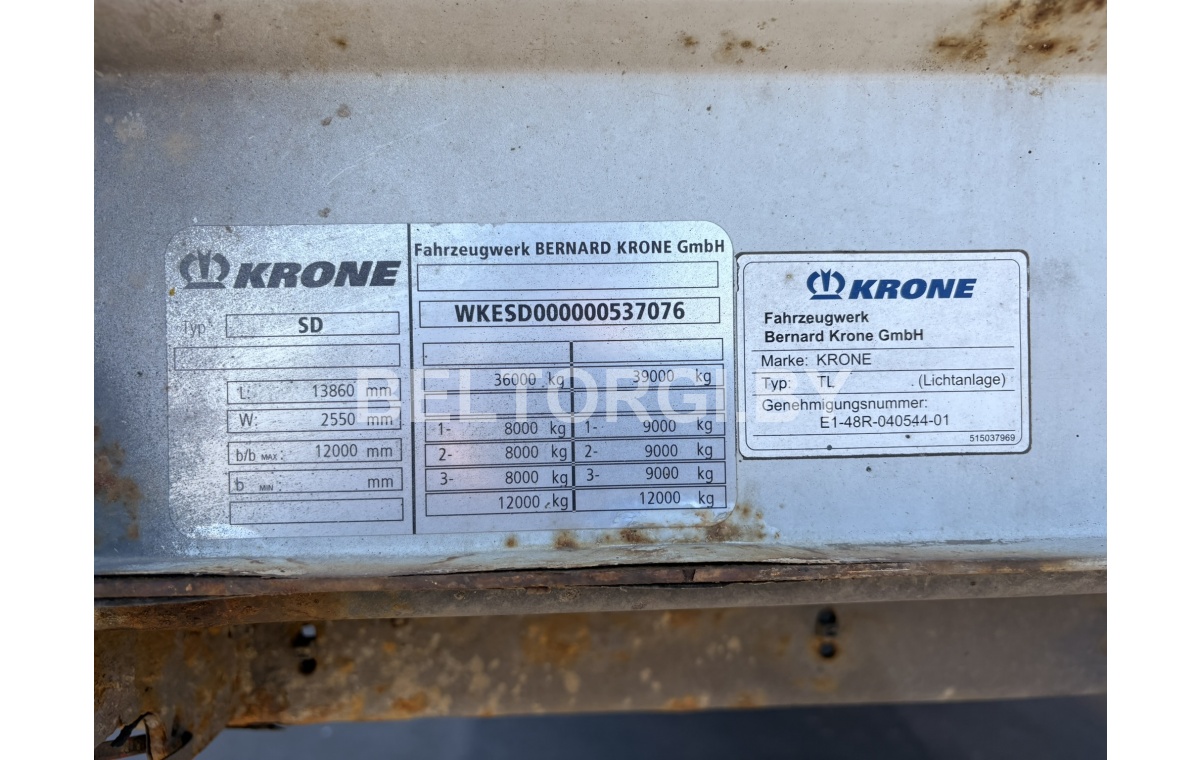 KRONE
Typ SD
L: 13860 mm
W: 2550 mm
b/b MAX : 12000 mm
b MIN : mm
Fahrzeugwerk BERNARD KRONE GmbH
WKESD000000537076
36000 kg 39000 kg
1- 8000 kg 1- 9000 kg
2- 8000 kg 2- 9000 kg
3- 8000 kg 3- 9000 kg
12000 kg 12000 kg
KRONE
Fahrzeugwerk
Bernard Krone GmbH
Marke: KRONE
Typ: TL (Lichtanlage)
Genehmigungsnummer:
E1-48R-040544-01
515037969
BELTORGI.BY